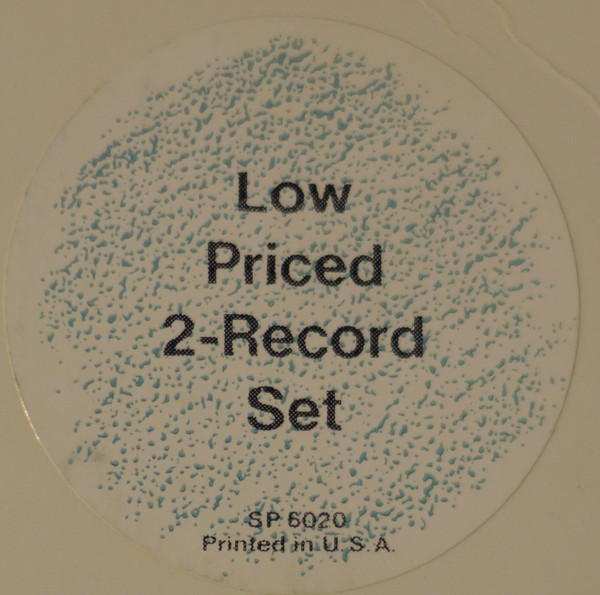 Low
Priced
2-Record
Set
SP 6020
Printed in U.S.A.